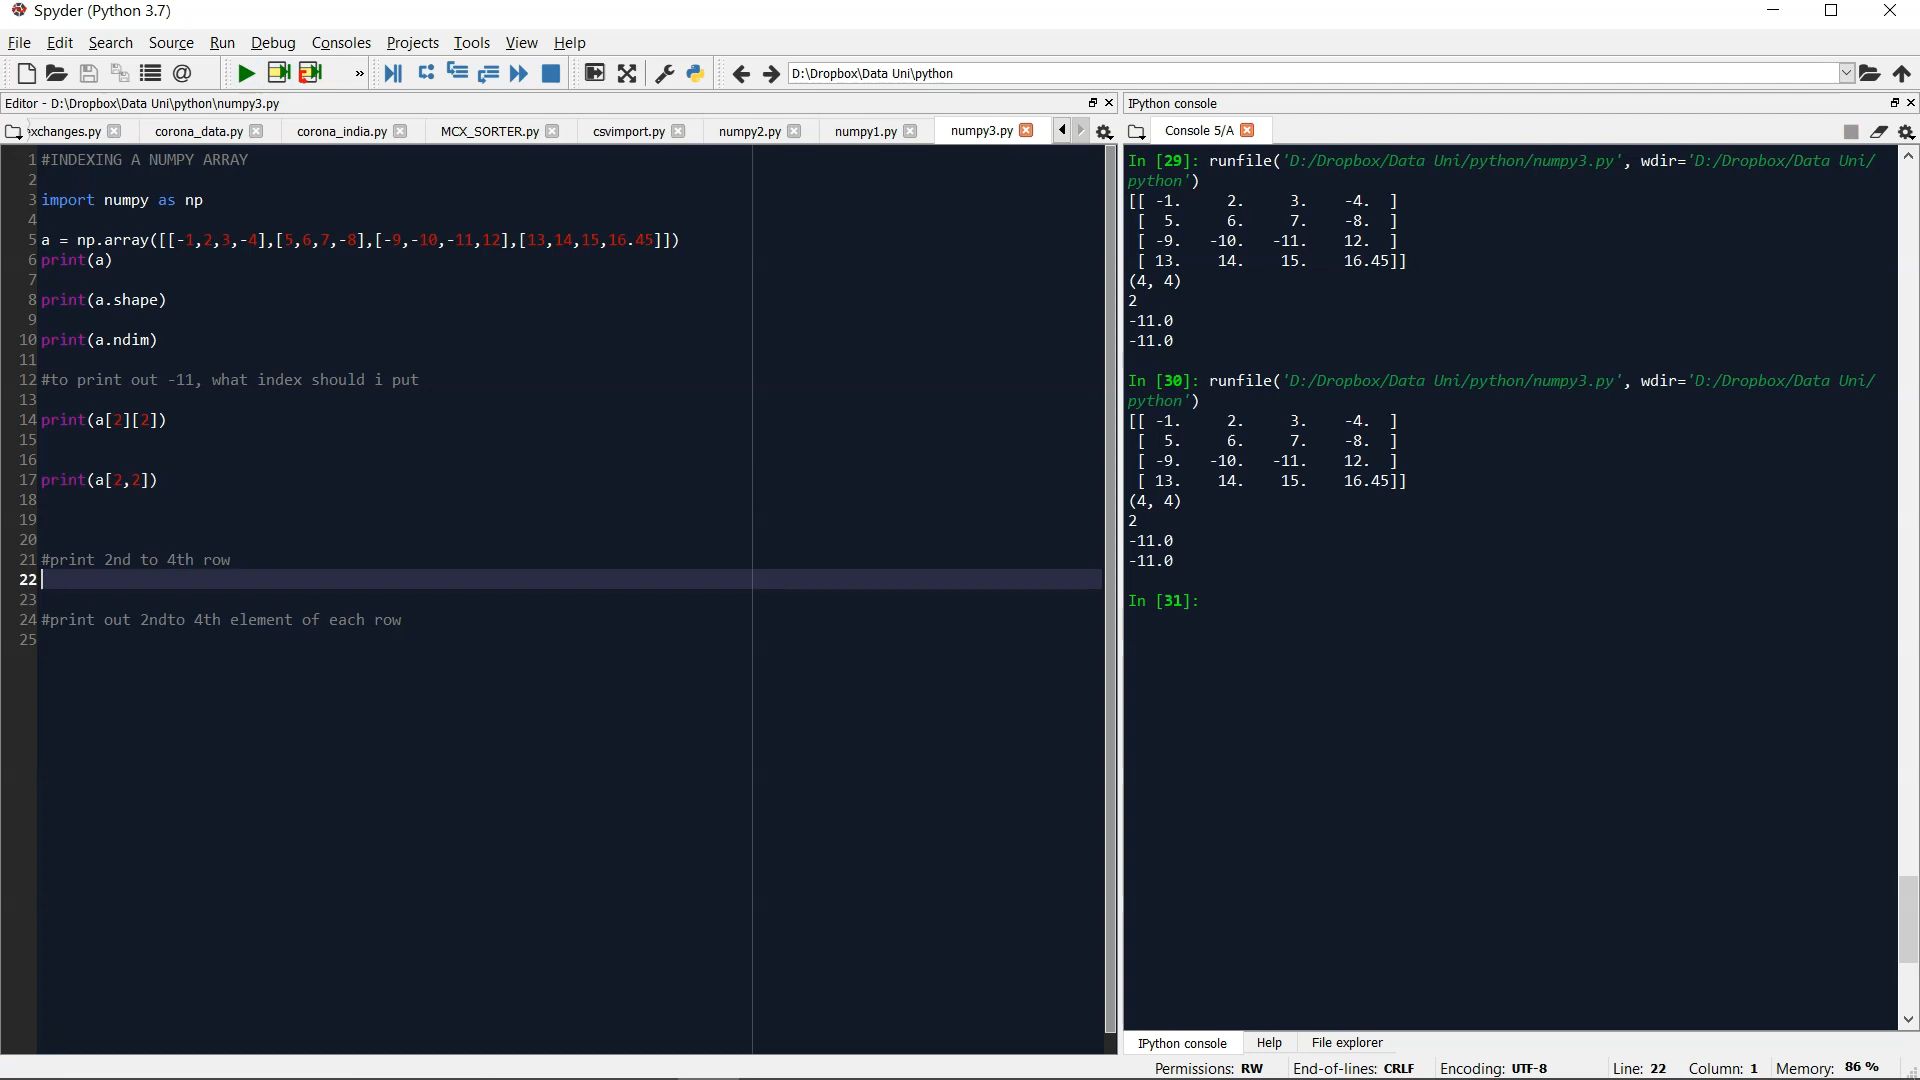 Spyder (Python 3.7)
File Edit Search Source Run Debug Consoles Projects Tools View Help
D:\Dropbox\Data Uni\python
Editor - D:\Dropbox\Data Uni\python\numpy3.py
xchanges.py corona_data.py corona_india.py MCX_SORTER.py csvimport.py numpy2.py numpy1.py numpy3.py
1 #INDEXING A NUMPY ARRAY
2
3 import numpy as np
4
5 a = np.array([[-1,2,3,-4],[5,6,7,-8],[-9,-10,-11,12],[13,14,15,16.45]])
6 print(a)
7
8 print(a.shape)
9
10 print(a.ndim)
11
12 #to print out -11, what index should i put
13
14 print(a[2][2])
15
16
17 print(a[2,2])
18
19
20
21 #print 2nd to 4th row
22
23
24 #print out 2ndto 4th element of each row
25
IPython console
Console 5/A
In [29]: runfile('D:/Dropbox/Data Uni/python/numpy3.py', wdir='D:/Dropbox/Data Uni/
python')
[[ -1. 2. 3. -4. ]
[ 5. 6. 7. -8. ]
[ -9. -10. -11. 12. ]
[ 13. 14. 15. 16.45]]
(4, 4)
2
-11.0
-11.0
In [30]: runfile('D:/Dropbox/Data Uni/python/numpy3.py', wdir='D:/Dropbox/Data Uni/
python')
[[ -1. 2. 3. -4. ]
[ 5. 6. 7. -8. ]
[ -9. -10. -11. 12. ]
[ 13. 14. 15. 16.45]]
(4, 4)
2
-11.0
-11.0
In [31]:
IPython console Help File explorer
Permissions: RW End-of-lines: CRLF Encoding: UTF-8 Line: 22 Column: 1 Memory: 86 %